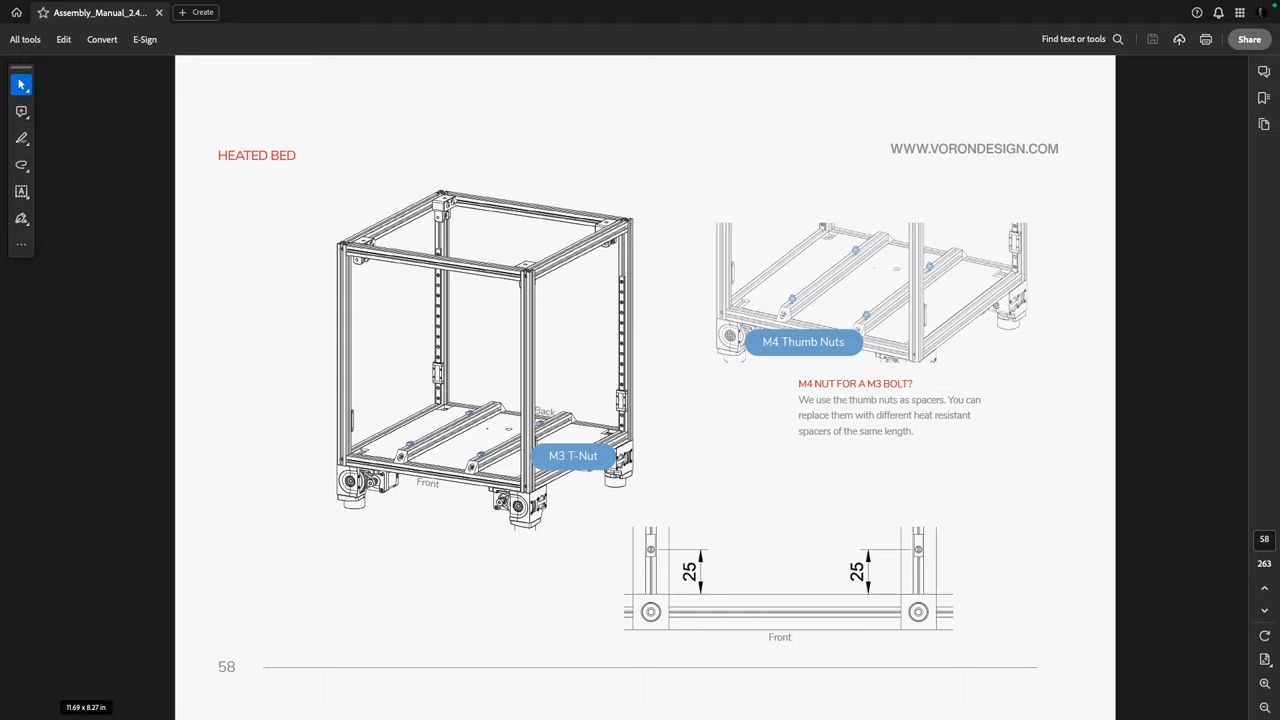 Assembly_Manual_2.4...
Create
All tools
Edit
Convert
E-Sign
Find text or tools
Share
HEATED BED
WWW.VORONDESIGN.COM
Back
M3 T-Nut
Front
M4 Thumb Nuts
M4 NUT FOR A M3 BOLT?
We use the thumb nuts as spacers. You can
replace them with different heat resistant
spacers of the same length.
25
25
Front
58
58
263
11.69 x 8.27 in